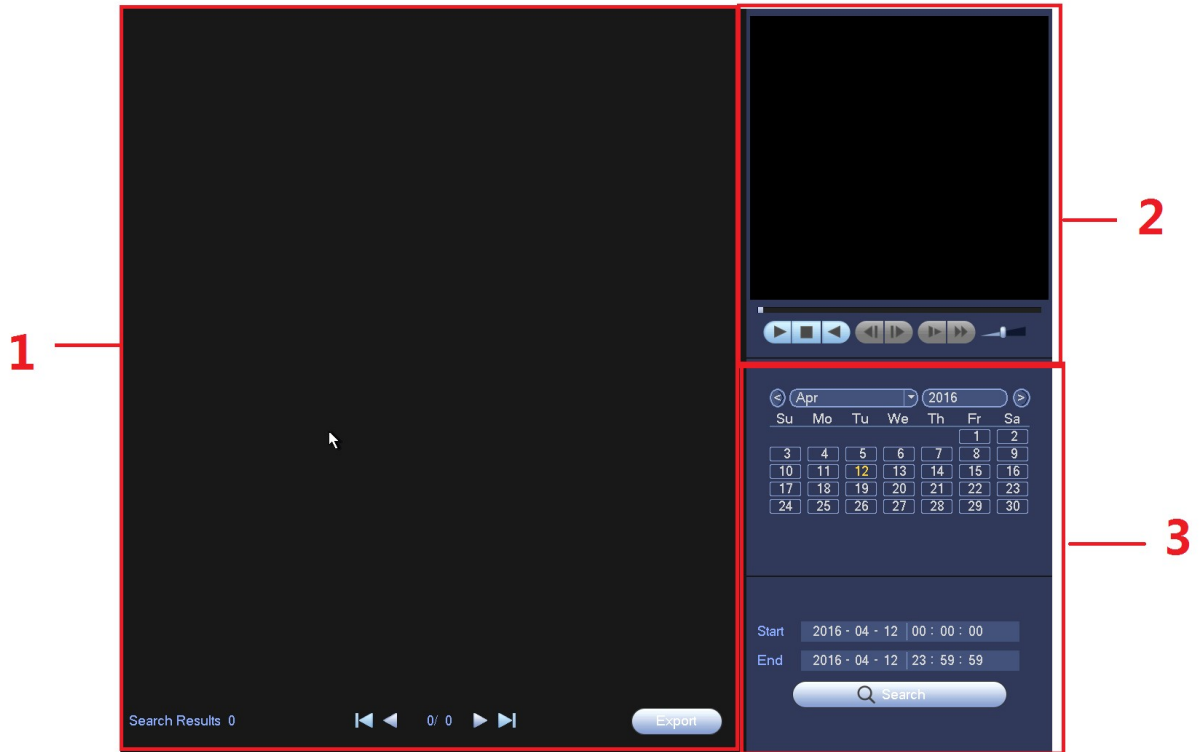 1
2
3
Apr 2016
Su Mo Tu We Th Fr Sa
1 2
3 4 5 6 7 8 9
10 11 12 13 14 15 16
17 18 19 20 21 22 23
24 25 26 27 28 29 30
Start 2016 - 04 - 12 00 : 00 : 00
End 2016 - 04 - 12 23 : 59 : 59
Search
Search Results 0
0/ 0
Export